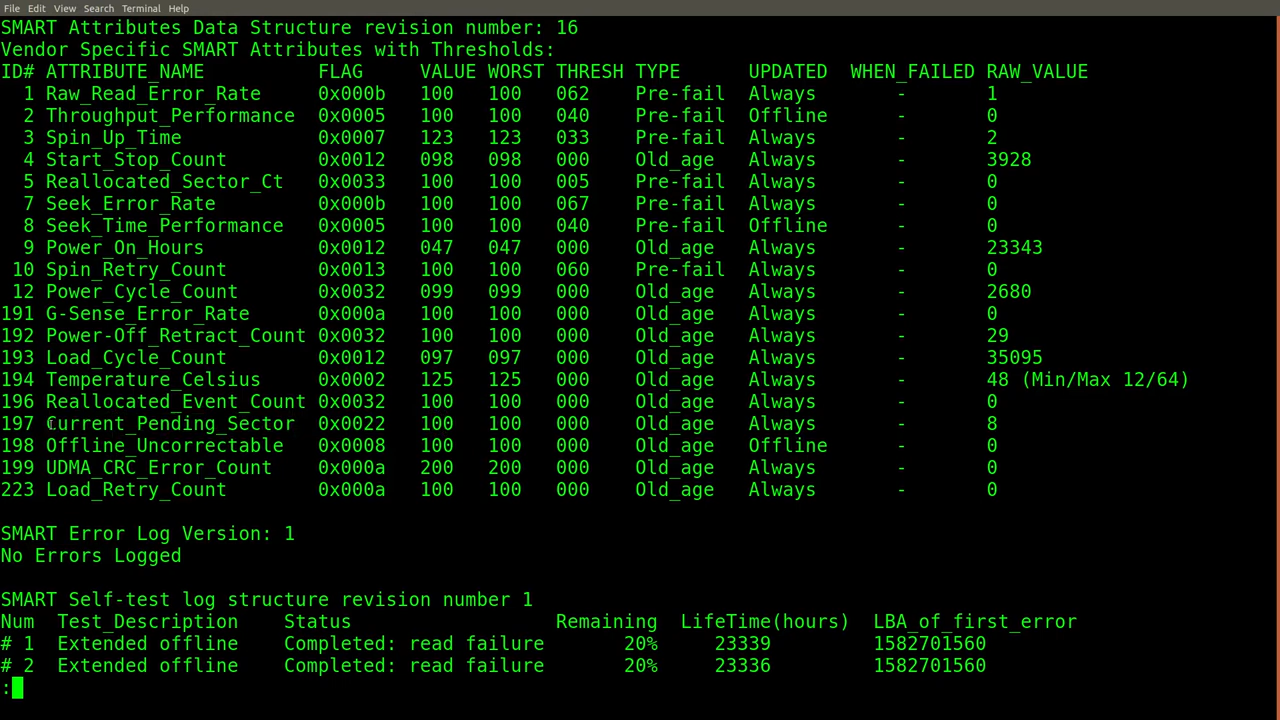 File Edit View Search Terminal Help
SMART Attributes Data Structure revision number: 16
Vendor Specific SMART Attributes with Thresholds:
ID# ATTRIBUTE_NAME          FLAG     VALUE WORST THRESH TYPE      UPDATED  WHEN_FAILED RAW_VALUE
  1 Raw_Read_Error_Rate     0x000b   100   100   062    Pre-fail  Always       -       1
  2 Throughput_Performance  0x0005   100   100   040    Pre-fail  Offline      -       0
  3 Spin_Up_Time            0x0007   123   123   033    Pre-fail  Always       -       2
  4 Start_Stop_Count        0x0012   098   098   000    Old_age   Always       -       3928
  5 Reallocated_Sector_Ct   0x0033   100   100   005    Pre-fail  Always       -       0
  7 Seek_Error_Rate         0x000b   100   100   067    Pre-fail  Always       -       0
  8 Seek_Time_Performance   0x0005   100   100   040    Pre-fail  Offline      -       0
  9 Power_On_Hours          0x0012   047   047   000    Old_age   Always       -       23343
 10 Spin_Retry_Count        0x0013   100   100   060    Pre-fail  Always       -       0
 12 Power_Cycle_Count       0x0032   099   099   000    Old_age   Always       -       2680
191 G-Sense_Error_Rate      0x000a   100   100   000    Old_age   Always       -       0
192 Power-Off_Retract_Count 0x0032   100   100   000    Old_age   Always       -       29
193 Load_Cycle_Count        0x0012   097   097   000    Old_age   Always       -       35095
194 Temperature_Celsius     0x0002   125   125   000    Old_age   Always       -       48 (Min/Max 12/64)
196 Reallocated_Event_Count 0x0032   100   100   000    Old_age   Always       -       0
197 Current_Pending_Sector  0x0022   100   100   000    Old_age   Always       -       8
198 Offline_Uncorrectable   0x0008   100   100   000    Old_age   Offline      -       0
199 UDMA_CRC_Error_Count    0x000a   200   200   000    Old_age   Always       -       0
223 Load_Retry_Count        0x000a   100   100   000    Old_age   Always       -       0
SMART Error Log Version: 1
No Errors Logged
SMART Self-test log structure revision number 1
Num  Test_Description    Status                  Remaining  LifeTime(hours)  LBA_of_first_error
# 1  Extended offline    Completed: read failure       20%     23339         1582701560
# 2  Extended offline    Completed: read failure       20%     23336         1582701560
: